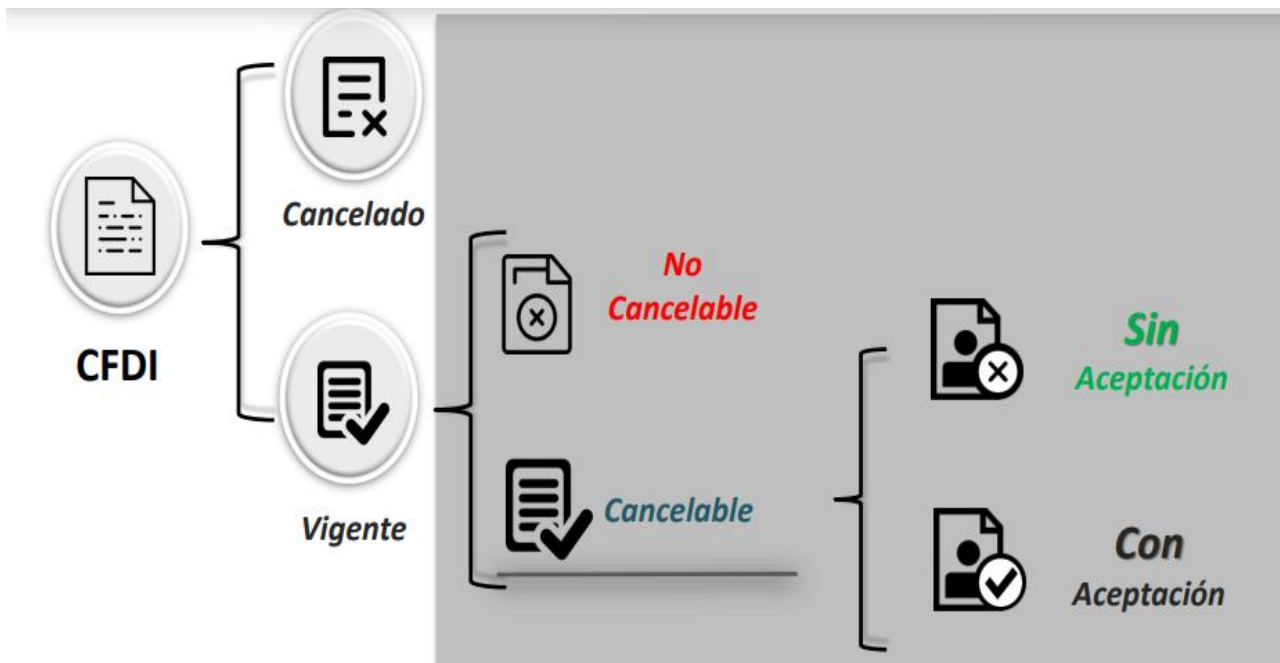 CFDI
Cancelado
Vigente
No
Cancelable
Cancelable
Sin
Aceptación
Con
Aceptación